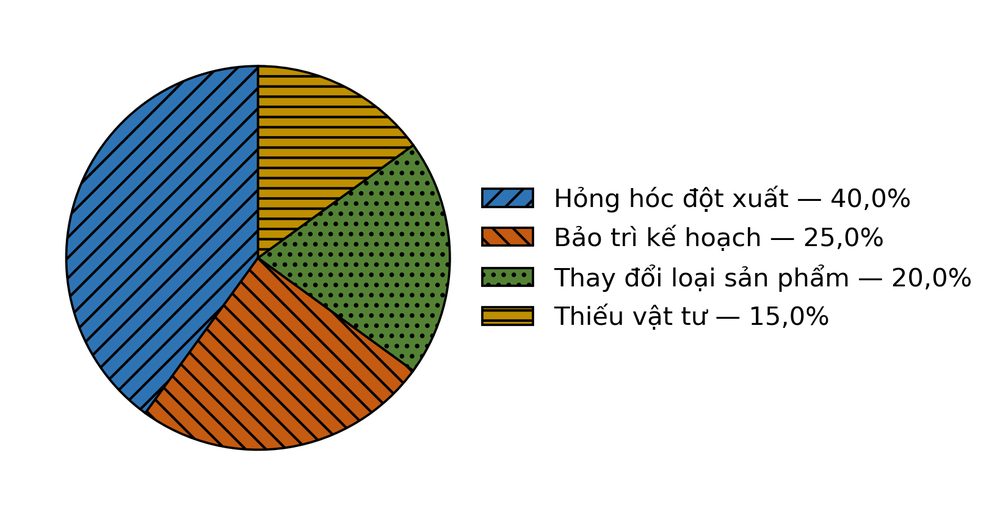 Hỏng hóc đột xuất — 40,0%
Bảo trì kế hoạch — 25,0%
Thay đổi loại sản phẩm — 20,0%
Thiếu vật tư — 15,0%